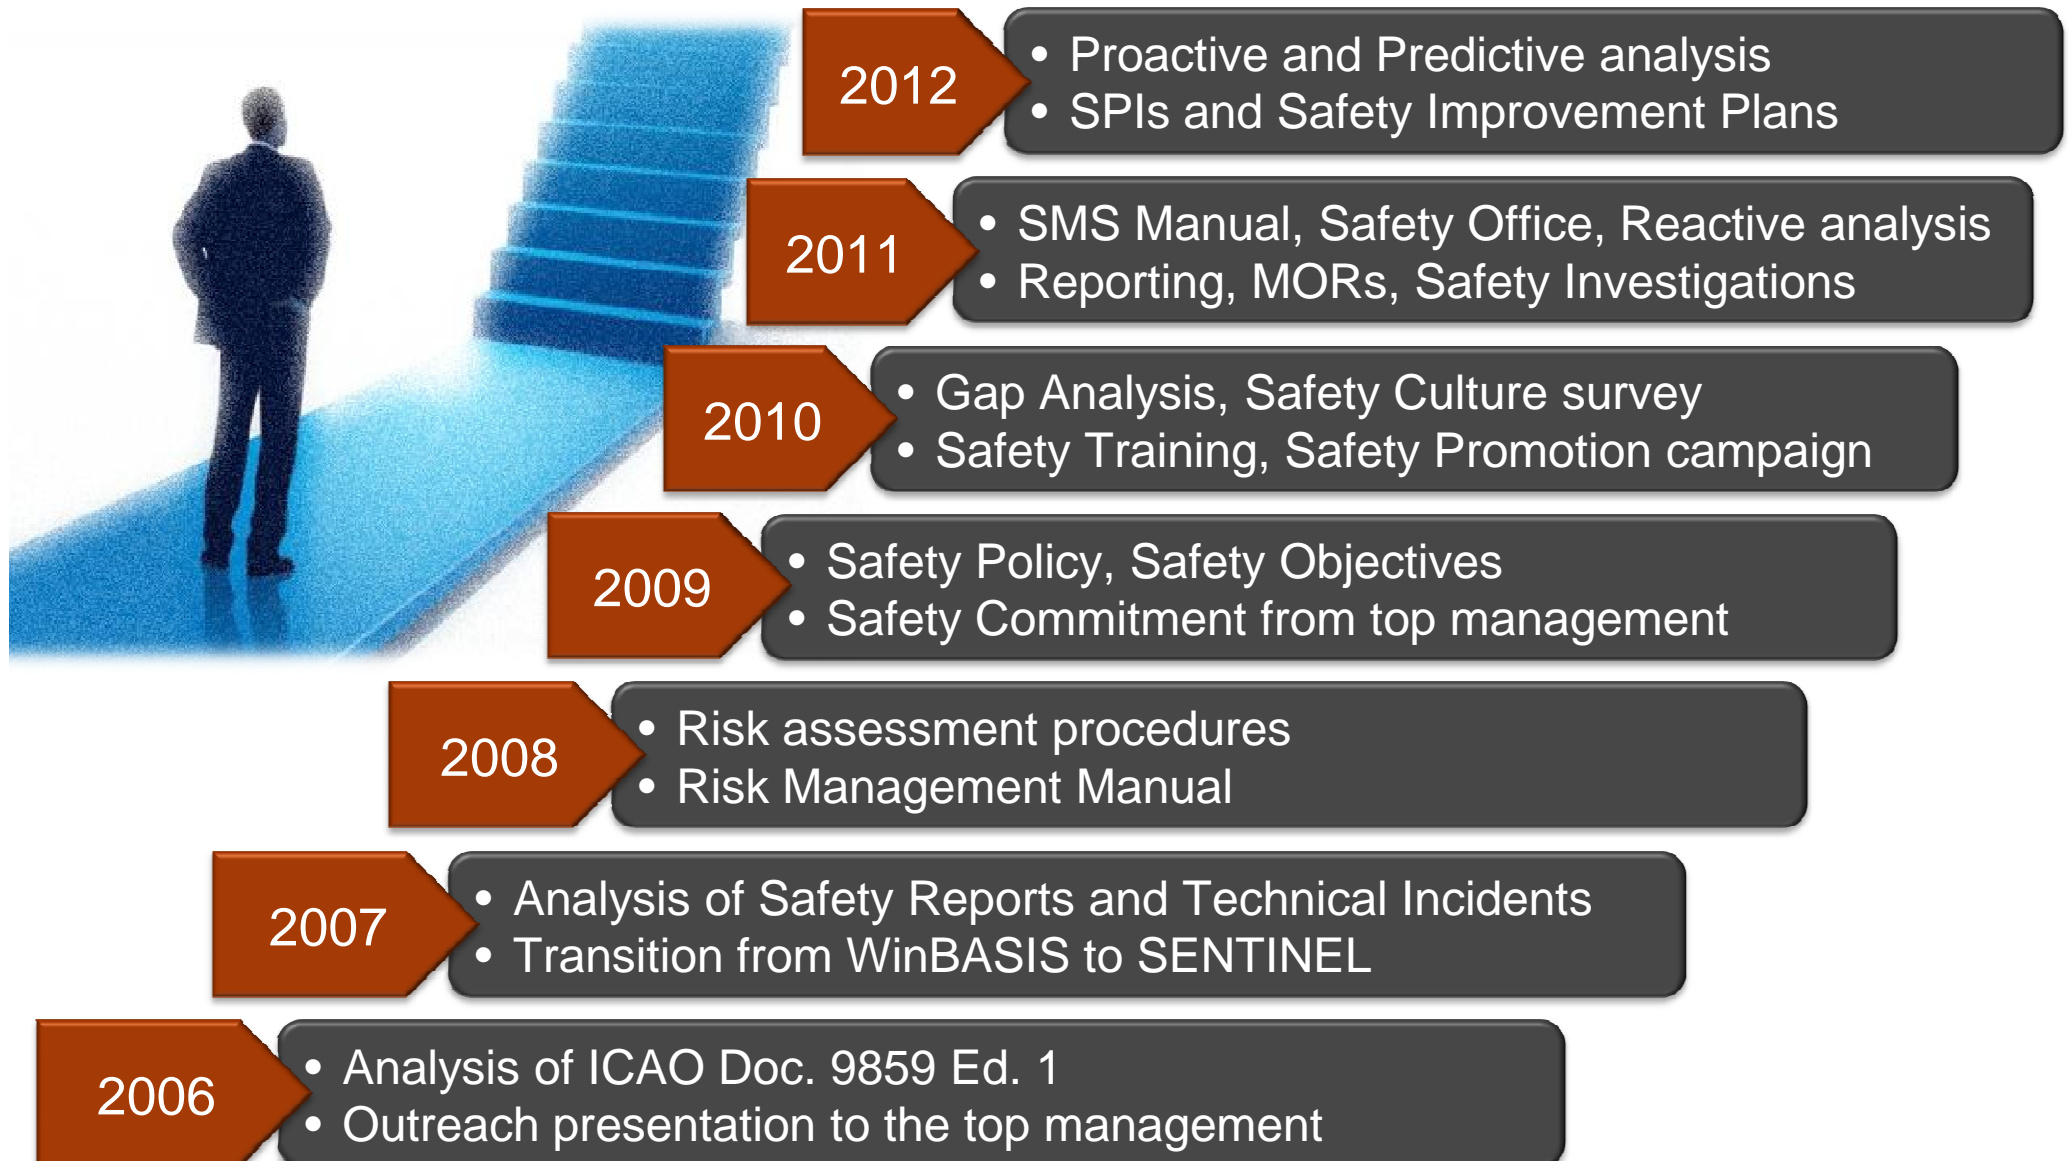 2012
• Proactive and Predictive analysis
• SPIs and Safety Improvement Plans
2011
• SMS Manual, Safety Office, Reactive analysis
• Reporting, MORs, Safety Investigations
2010
• Gap Analysis, Safety Culture survey
• Safety Training, Safety Promotion campaign
2009
• Safety Policy, Safety Objectives
• Safety Commitment from top management
2008
• Risk assessment procedures
• Risk Management Manual
2007
• Analysis of Safety Reports and Technical Incidents
• Transition from WinBASIS to SENTINEL
2006
• Analysis of ICAO Doc. 9859 Ed. 1
• Outreach presentation to the top management